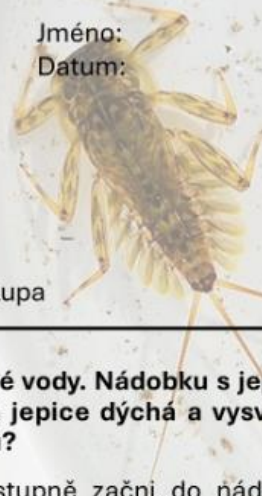 Jméno:
Datum:
upa
é vody. Nádobku s je
jepice dýchá a vysv
?
stupně začni do nád